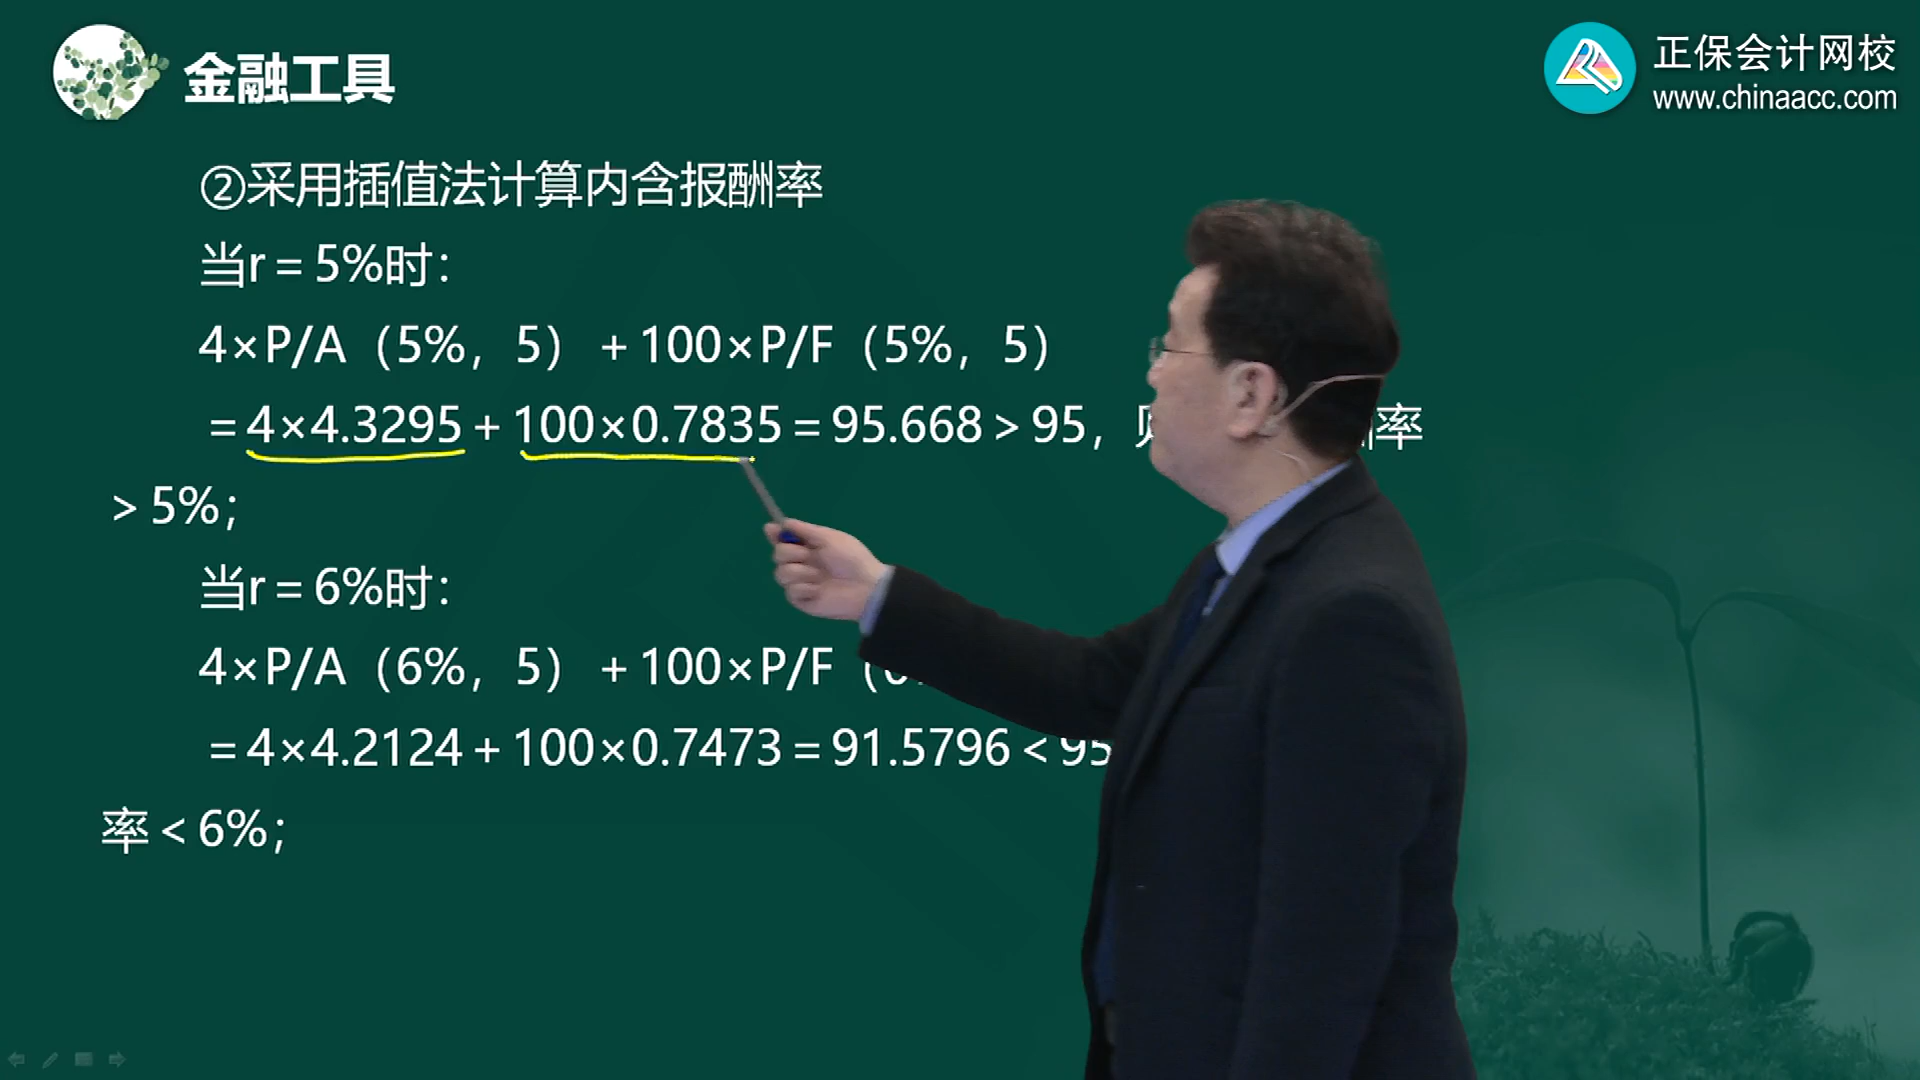 金融工具
正保会计网校
www.chinaacc.com
②采用插值法计算内含报酬率
当r＝5%时：
4×P/A（5%，5）＋100×P/F（5%，5）
＝4×4.3295＋100×0.7835＝95.668＞95， 率
＞5%；
当r＝6%时：
4×P/A（6%，5）＋100×P/F（
＝4×4.2124＋100×0.7473＝91.5796＜95
率＜6%；